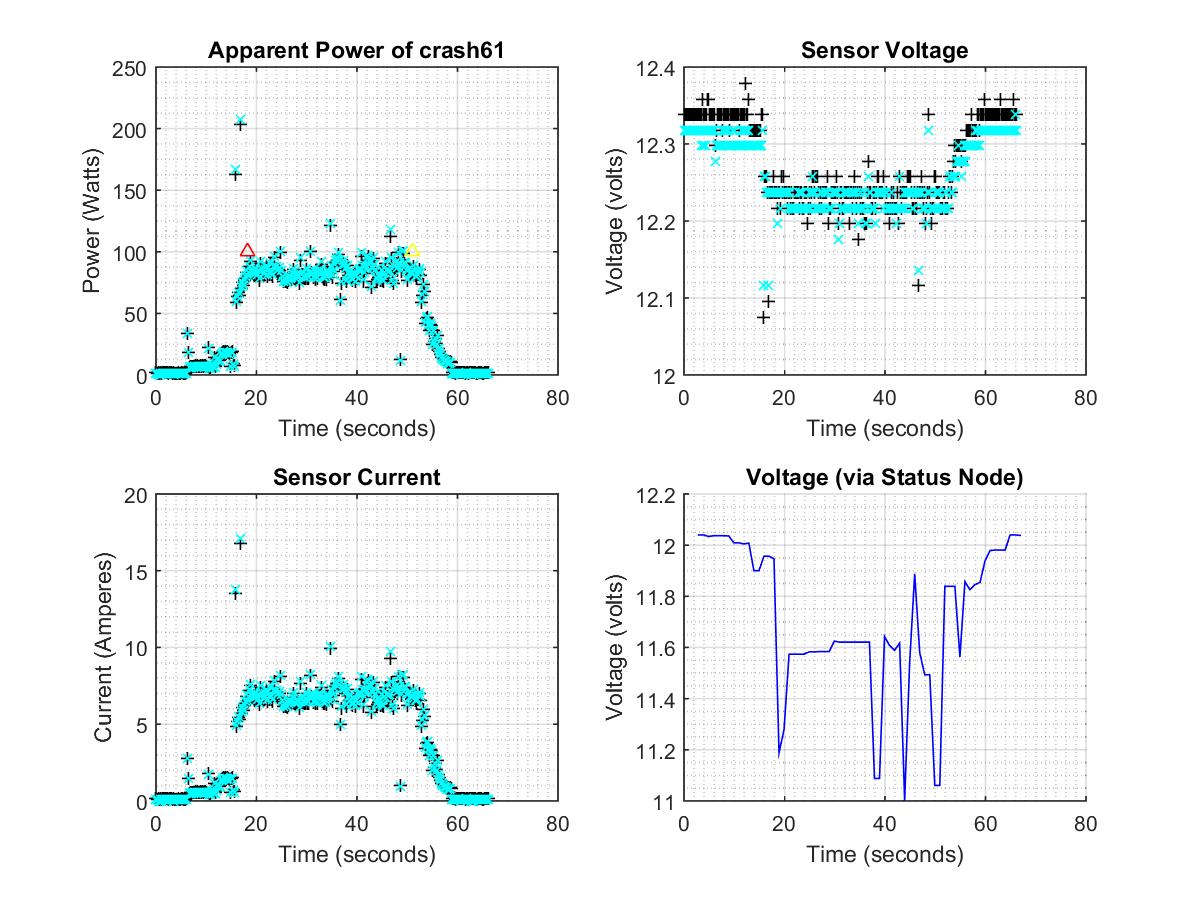 Apparent Power of crash61
250
200
150
100
50
0
Power (Watts)
0 20 40 60 80
Time (seconds)
Sensor Voltage
12.4
12.3
12.2
12.1
12
Voltage (volts)
0 20 40 60 80
Time (seconds)
Sensor Current
20
15
10
5
0
Current (Amperes)
0 20 40 60 80
Time (seconds)
Voltage (via Status Node)
12.2
12
11.8
11.6
11.4
11.2
11
Voltage (volts)
0 20 40 60 80
Time (seconds)